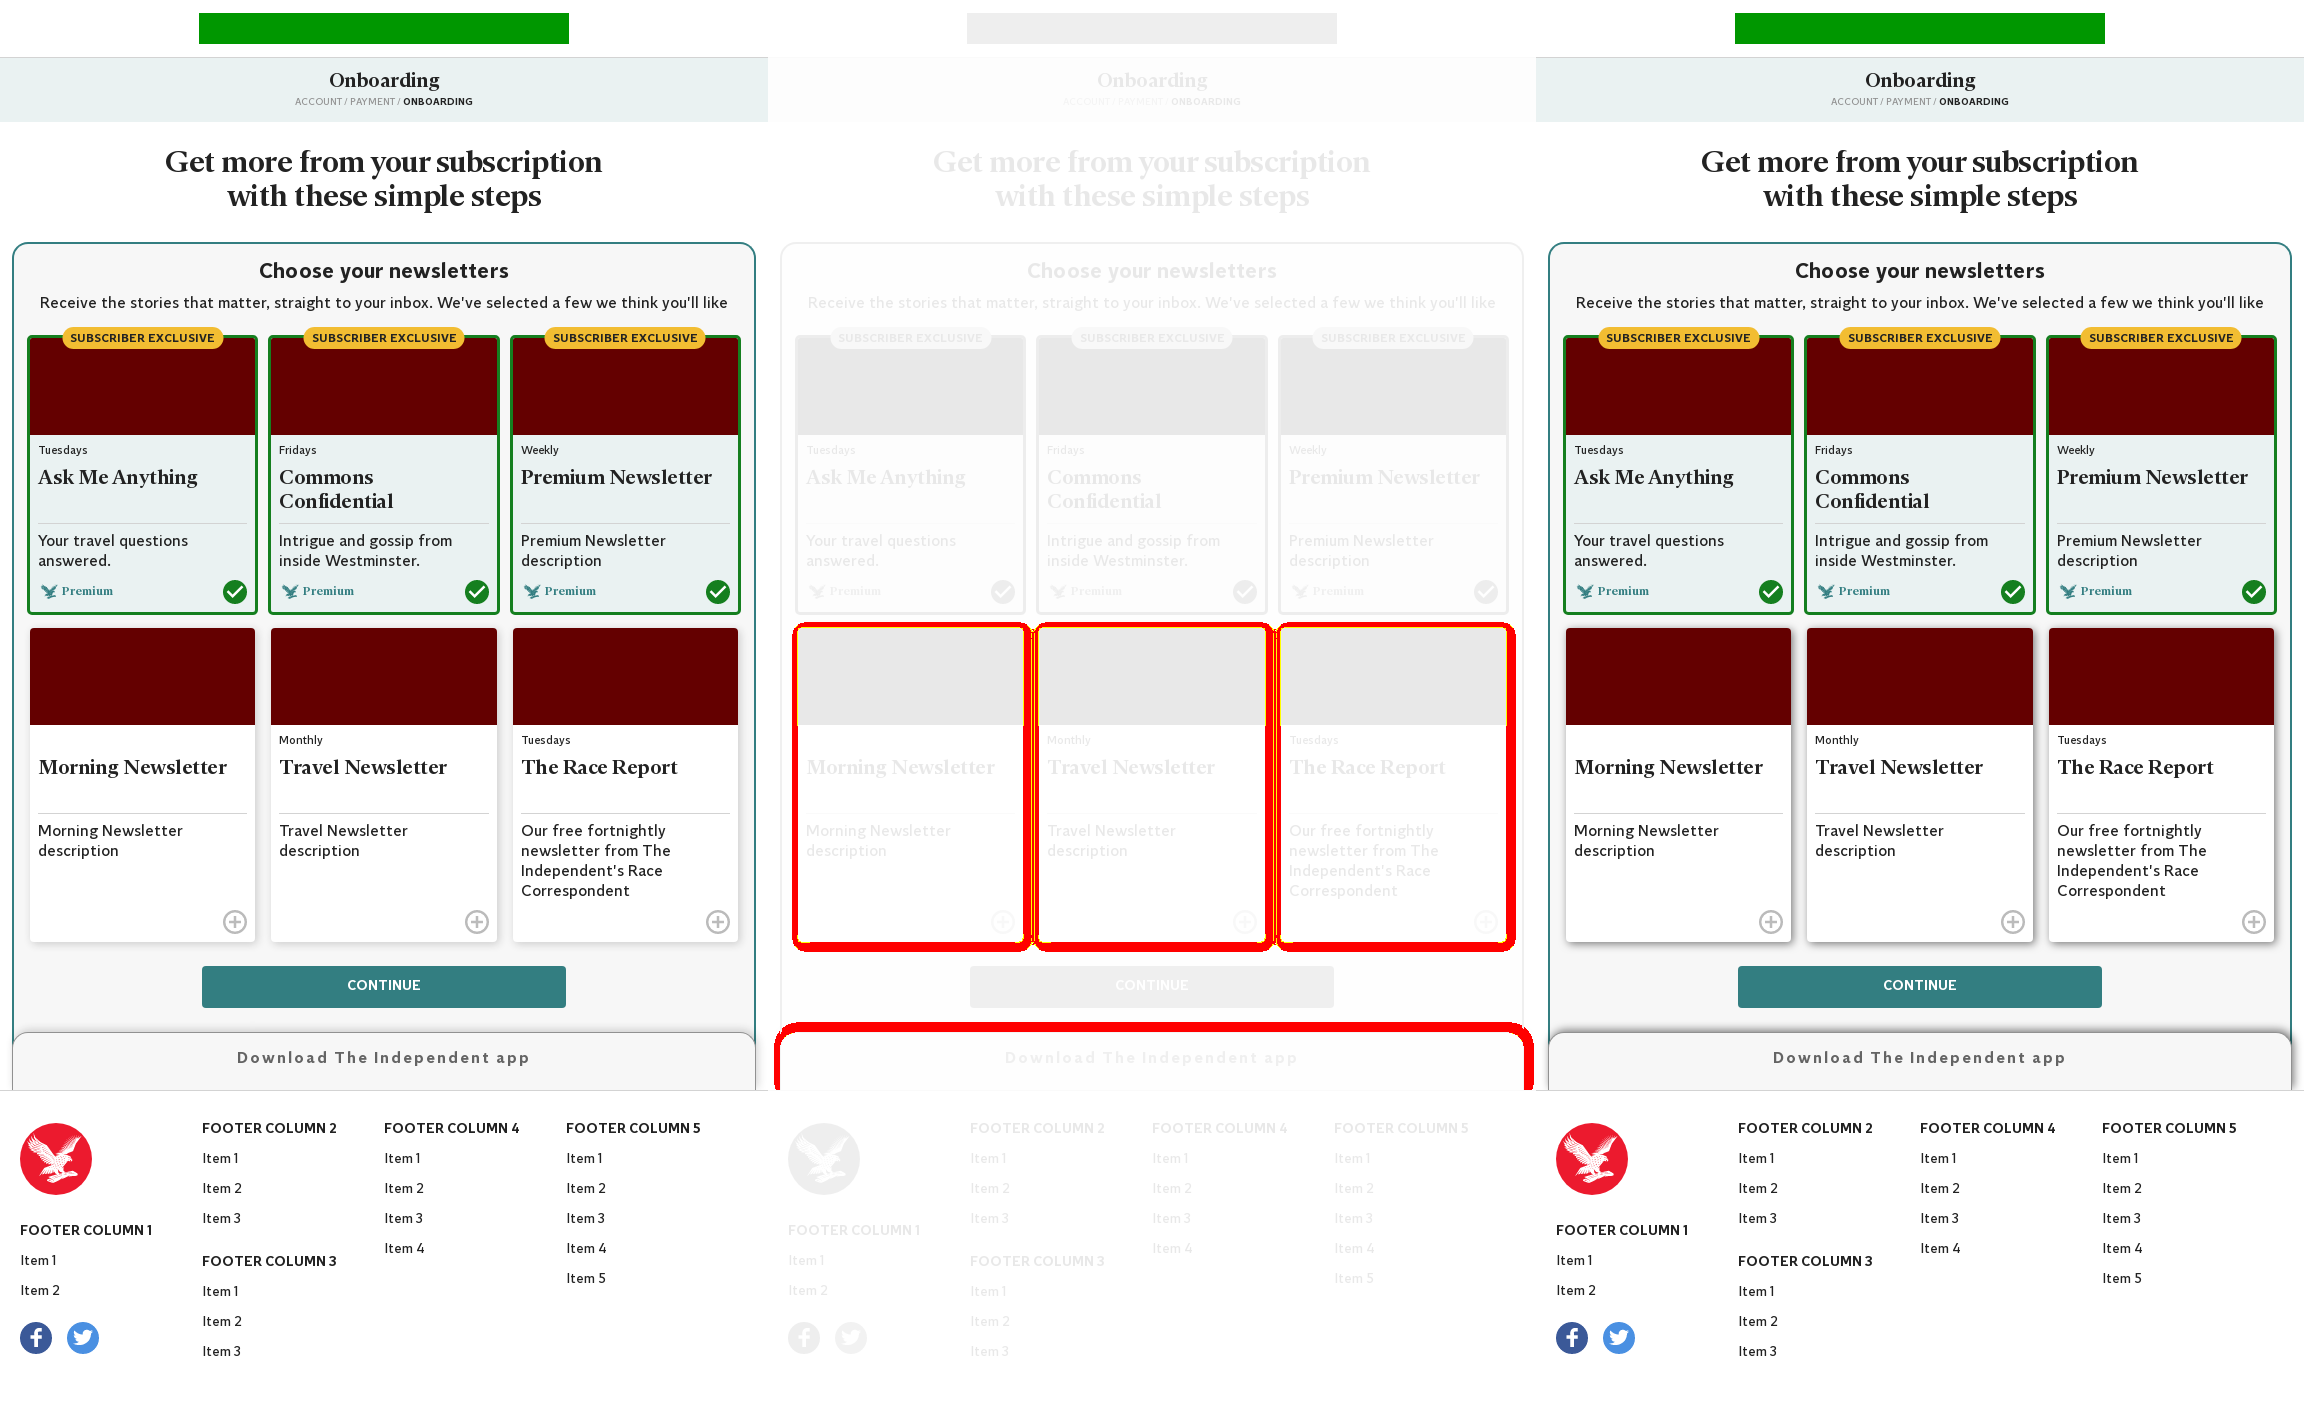 Onboarding
ACCOUNT / PAYMENT / ONBOARDING
Get more from your subscription
with these simple steps
Choose your newsletters
Receive the stories that matter, straight to your inbox. We've selected a few we think you'll like
SUBSCRIBER EXCLUSIVE
Tuesdays
Ask Me Anything
Your travel questions
answered.
Premium
SUBSCRIBER EXCLUSIVE
Fridays
Commons
Confidential
Intrigue and gossip from
inside Westminster.
Premium
SUBSCRIBER EXCLUSIVE
Weekly
Premium Newsletter
Premium Newsletter
description
Premium
Morning Newsletter
Morning Newsletter
description
Monthly
Travel Newsletter
Travel Newsletter
description
Tuesdays
The Race Report
Our free fortnightly
newsletter from The
Independent's Race
Correspondent
CONTINUE
Download The Independent app
FOOTER COLUMN 1
Item 1
Item 2
FOOTER COLUMN 2
Item 1
Item 2
Item 3
FOOTER COLUMN 3
Item 1
Item 2
Item 3
FOOTER COLUMN 4
Item 1
Item 2
Item 3
Item 4
FOOTER COLUMN 5
Item 1
Item 2
Item 3
Item 4
Item 5
Onboarding
ACCOUNT / PAYMENT / ONBOARDING
Get more from your subscription
with these simple steps
Choose your newsletters
Receive the stories that matter, straight to your inbox. We've selected a few we think you'll like
SUBSCRIBER EXCLUSIVE
Tuesdays
Ask Me Anything
Your travel questions
answered.
Premium
SUBSCRIBER EXCLUSIVE
Fridays
Commons
Confidential
Intrigue and gossip from
inside Westminster.
Premium
SUBSCRIBER EXCLUSIVE
Weekly
Premium Newsletter
Premium Newsletter
description
Premium
Morning Newsletter
Morning Newsletter
description
Monthly
Travel Newsletter
Travel Newsletter
description
Tuesdays
The Race Report
Our free fortnightly
newsletter from The
Independent's Race
Correspondent
CONTINUE
Download The Independent app
FOOTER COLUMN 1
Item 1
Item 2
FOOTER COLUMN 2
Item 1
Item 2
Item 3
FOOTER COLUMN 3
Item 1
Item 2
Item 3
FOOTER COLUMN 4
Item 1
Item 2
Item 3
Item 4
FOOTER COLUMN 5
Item 1
Item 2
Item 3
Item 4
Item 5
Onboarding
ACCOUNT / PAYMENT / ONBOARDING
Get more from your subscription
with these simple steps
Choose your newsletters
Receive the stories that matter, straight to your inbox. We've selected a few we think you'll like
SUBSCRIBER EXCLUSIVE
Tuesdays
Ask Me Anything
Your travel questions
answered.
Premium
SUBSCRIBER EXCLUSIVE
Fridays
Commons
Confidential
Intrigue and gossip from
inside Westminster.
Premium
SUBSCRIBER EXCLUSIVE
Weekly
Premium Newsletter
Premium Newsletter
description
Premium
Morning Newsletter
Morning Newsletter
description
Monthly
Travel Newsletter
Travel Newsletter
description
Tuesdays
The Race Report
Our free fortnightly
newsletter from The
Independent's Race
Correspondent
CONTINUE
Download The Independent app
FOOTER COLUMN 1
Item 1
Item 2
FOOTER COLUMN 2
Item 1
Item 2
Item 3
FOOTER COLUMN 3
Item 1
Item 2
Item 3
FOOTER COLUMN 4
Item 1
Item 2
Item 3
Item 4
FOOTER COLUMN 5
Item 1
Item 2
Item 3
Item 4
Item 5